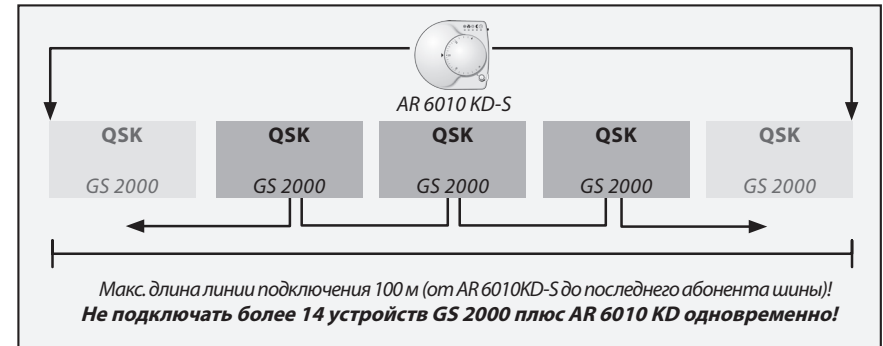 AR 6010 KD-S
QSK QSK QSK QSK QSK
GS 2000 GS 2000 GS 2000 GS 2000 GS 2000
Макс. длина линии подключения 100 м (от AR 6010KD-S до последнего абонента шины)!
Не подключать более 14 устройств GS 2000 плюс AR 6010 KD одновременно!